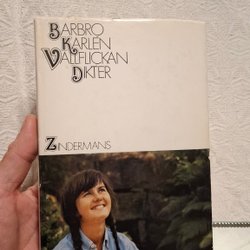 BARBRO
KARLÉN
VALLFLICKAN
DIKTER
ZINDERMANS